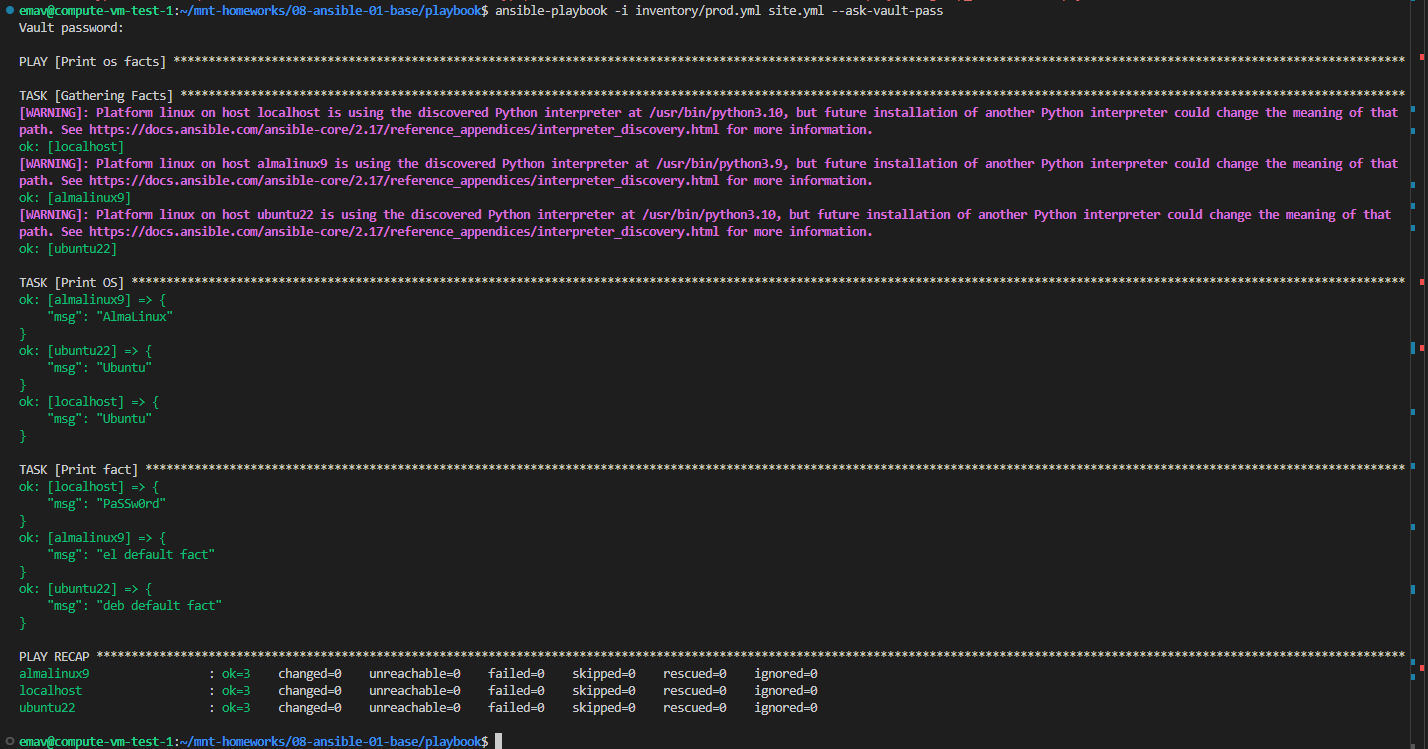 emav@compute-vm-test-1:~/mnt-homeworks/08-ansible-01-base/playbook$ ansible-playbook -i inventory/prod.yml site.yml --ask-vault-pass
Vault password:
PLAY [Print os facts] ********************************************************************************************************************************************************************************
TASK [Gathering Facts] *******************************************************************************************************************************************************************************
[WARNING]: Platform linux on host localhost is using the discovered Python interpreter at /usr/bin/python3.10, but future installation of another Python interpreter could change the meaning of that
path. See https://docs.ansible.com/ansible-core/2.17/reference_appendices/interpreter_discovery.html for more information.
ok: [localhost]
[WARNING]: Platform linux on host almalinux9 is using the discovered Python interpreter at /usr/bin/python3.9, but future installation of another Python interpreter could change the meaning of that
path. See https://docs.ansible.com/ansible-core/2.17/reference_appendices/interpreter_discovery.html for more information.
ok: [almalinux9]
[WARNING]: Platform linux on host ubuntu22 is using the discovered Python interpreter at /usr/bin/python3.10, but future installation of another Python interpreter could change the meaning of that
path. See https://docs.ansible.com/ansible-core/2.17/reference_appendices/interpreter_discovery.html for more information.
ok: [ubuntu22]
TASK [Print OS] **************************************************************************************************************************************************************************************
ok: [almalinux9] => {
    "msg": "AlmaLinux"
}
ok: [ubuntu22] => {
    "msg": "Ubuntu"
}
ok: [localhost] => {
    "msg": "Ubuntu"
}
TASK [Print fact] ************************************************************************************************************************************************************************************
ok: [localhost] => {
    "msg": "PaSSw0rd"
}
ok: [almalinux9] => {
    "msg": "el default fact"
}
ok: [ubuntu22] => {
    "msg": "deb default fact"
}
PLAY RECAP *******************************************************************************************************************************************************************************************
almalinux9                 : ok=3    changed=0    unreachable=0    failed=0    skipped=0    rescued=0    ignored=0
localhost                  : ok=3    changed=0    unreachable=0    failed=0    skipped=0    rescued=0    ignored=0
ubuntu22                   : ok=3    changed=0    unreachable=0    failed=0    skipped=0    rescued=0    ignored=0
emav@compute-vm-test-1:~/mnt-homeworks/08-ansible-01-base/playbook$